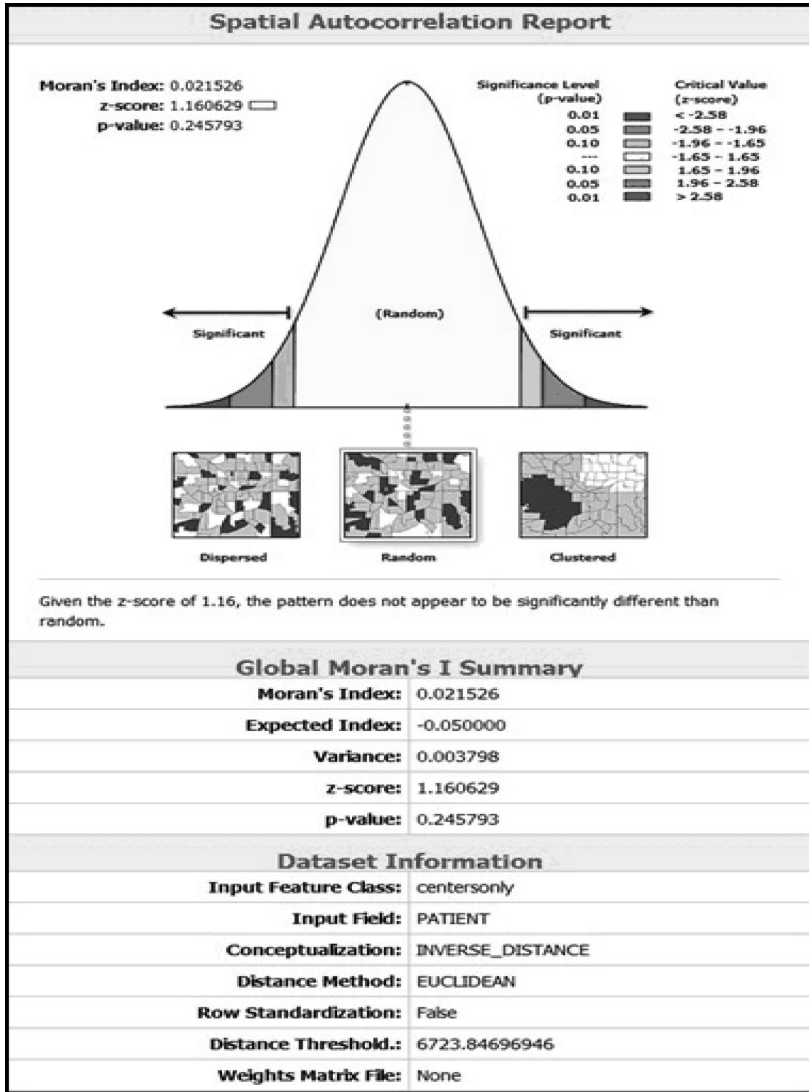 Spatial Autocorrelation Report
Moran's Index: 0.021526
z-score: 1.160629
p-value: 0.245793
Significance Level (p-value)
Critical Value (z-score)
0.01 < -2.58
0.05 -2.58 - -1.96
0.10 -1.96 - -1.65
--- -1.65 - 1.65
0.10 1.65 - 1.96
0.05 1.96 - 2.58
0.01 > 2.58
Significant
(Random)
Significant
Dispersed
Random
Clustered
Given the z-score of 1.16, the pattern does not appear to be significantly different than
random.
Global Moran's I Summary
Moran's Index: 0.021526
Expected Index: -0.050000
Variance: 0.003798
z-score: 1.160629
p-value: 0.245793
Dataset Information
Input Feature Class: centersonly
Input Field: PATIENT
Conceptualization: INVERSE_DISTANCE
Distance Method: EUCLIDEAN
Row Standardization: False
Distance Threshold.: 6723.84696946
Weights Matrix File: None